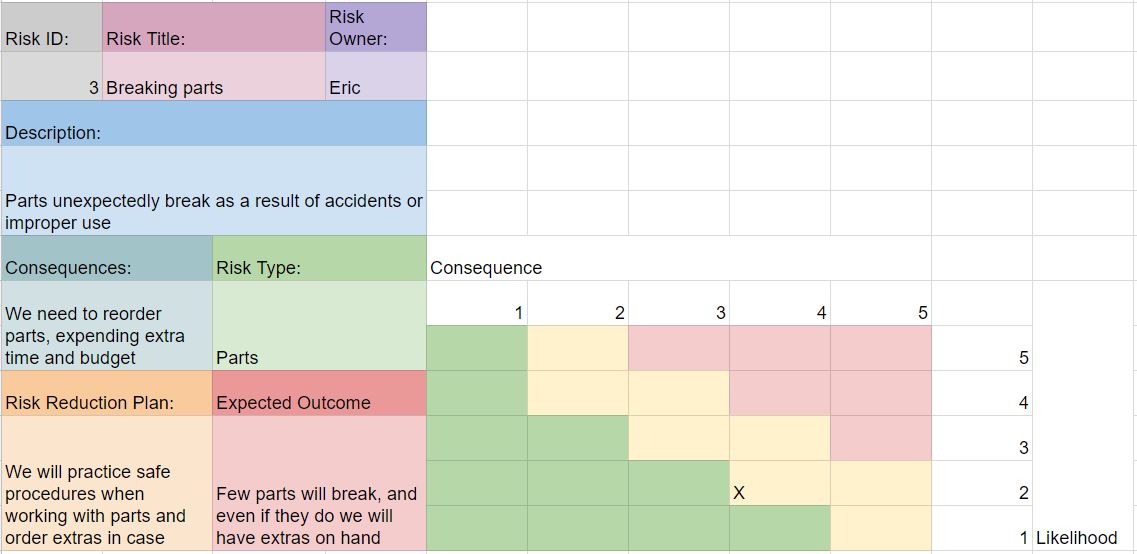 Risk ID:
Risk Title:
Risk
Owner:
3
Breaking parts
Eric
Description:
Parts unexpectedly break as a result of accidents or
improper use
Consequences:
Risk Type:
Consequence
We need to reorder
parts, expending extra
time and budget
Parts
1
2
3
4
5
5
Risk Reduction Plan:
Expected Outcome
4
3
We will practice safe
procedures when
working with parts and
order extras in case
Few parts will break, and
even if they do we will
have extras on hand
X
2
1
Likelihood